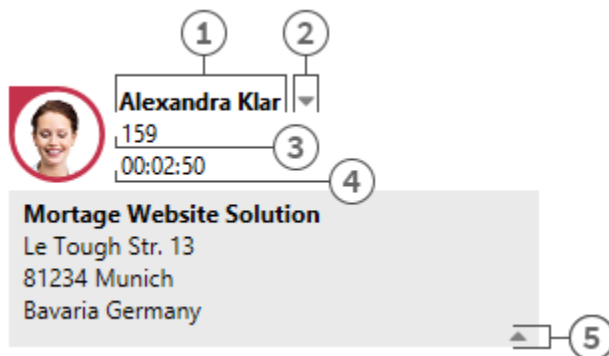 1 2
Alexandra Klar
159
3
00:02:50
4
Mortage Website Solution
Le Tough Str. 13
81234 Munich
Bavaria Germany
5